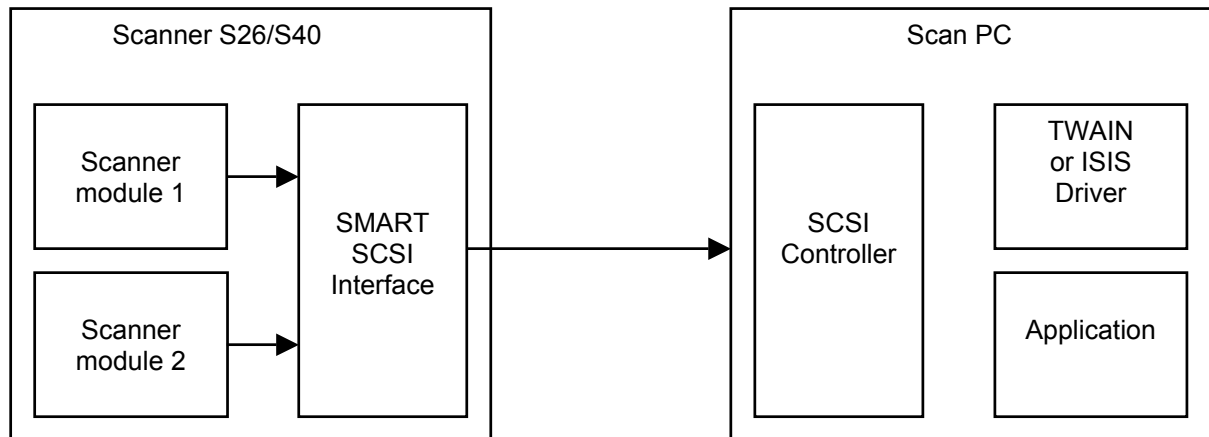 Scanner S26/S40
Scanner
module 1
Scanner
module 2
SMART
SCSI
Interface
Scan PC
SCSI
Controller
TWAIN
or ISIS
Driver
Application